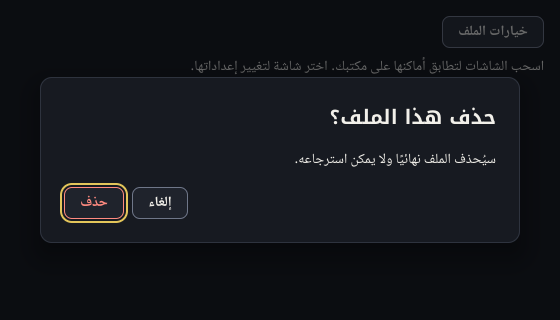 خيارات الملف
اسحب الشاشات لتطابق أماكنها على مكتبك. اختر شاشة لتغيير إعداداتها.
حذف هذا الملف؟
سيُحذف الملف نهائيًا ولا يمكن استرجاعه.
إلغاء
حذف